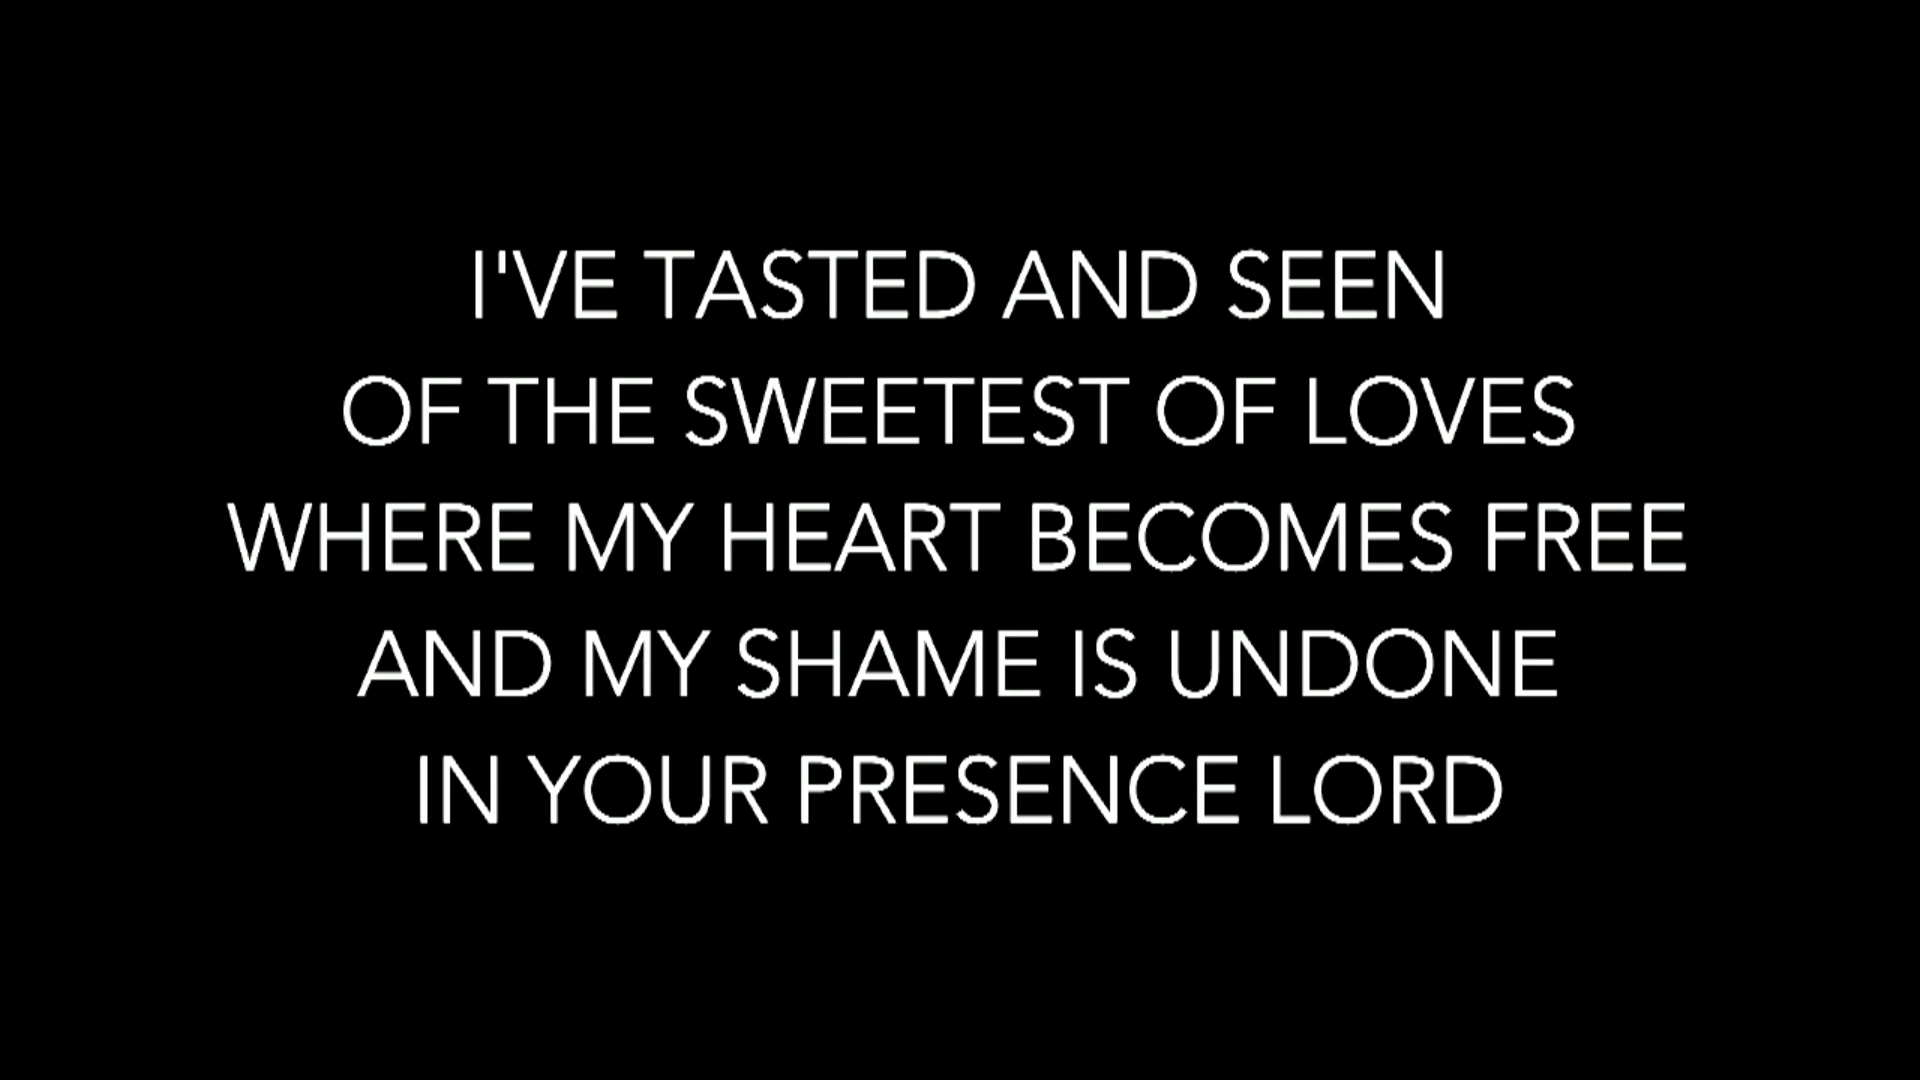 I'VE TASTED AND SEEN
OF THE SWEETEST OF LOVES
WHERE MY HEART BECOMES FREE
AND MY SHAME IS UNDONE
IN YOUR PRESENCE LORD